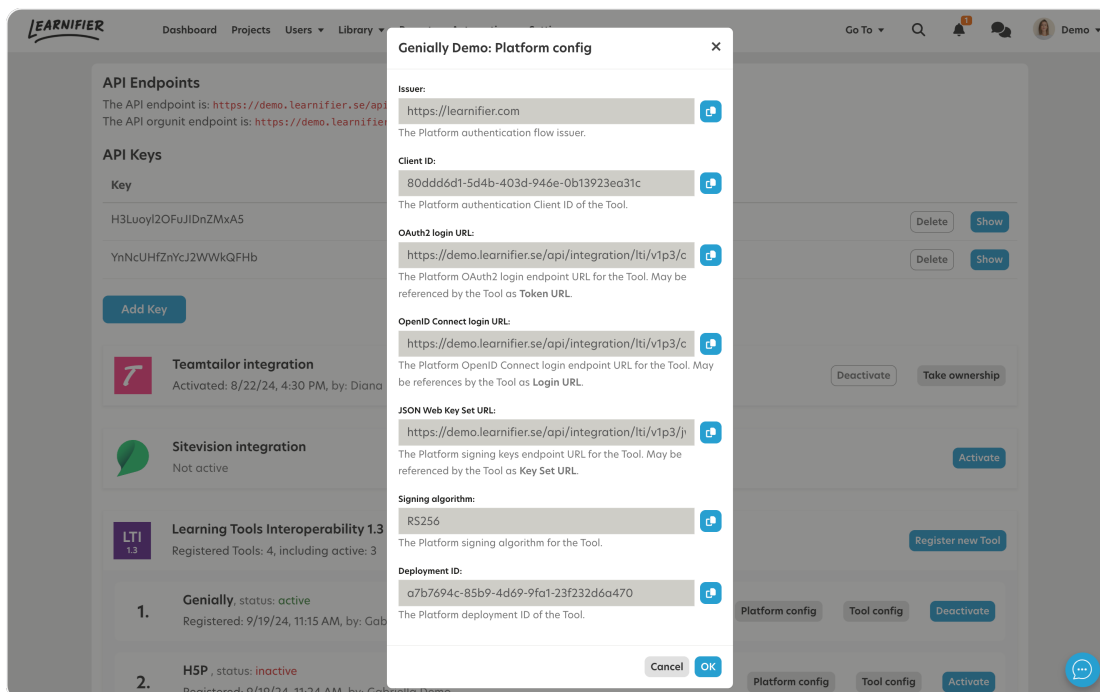 LEARNIFIER
Dashboard Projects Users Library
Go To 1 Demo
Genially Demo: Platform config
API Endpoints
The API endpoint is: https://demo.learnifier.se/api
The API orgunit endpoint is: https://demo.learnifier
API Keys
Key
H3Luoyl2OFuJIDnZMxA5 Delete Show
YnNcUHfZnYcJ2WWkQFHb Delete Show
Add Key
Teamtailor integration
Activated: 8/22/24, 4:30 PM, by: Diana
Deactivate Take ownership
Sitevision integration
Not active
Activate
LTI
1.3
Learning Tools Interoperability 1.3
Registered Tools: 4, including active: 3
Register new Tool
1.
Genially, status: active
Registered: 9/19/24, 11:15 AM, by: Gab
Platform config Tool config Deactivate
2.
H5P , status: inactive
Registered: 9/19/24, 11:24 AM, by: Gabriella Demo
Platform config Tool config Activate
Issuer:
https://learnifier.com
The Platform authentication flow issuer.
Client ID:
80ddd6d1-5d4b-403d-946e-0b13923ea31c
The Platform authentication Client ID of the Tool.
OAuth2 login URL:
https://demo.learnifier.se/api/integration/lti/v1p3/c
The Platform OAuth2 login endpoint URL for the Tool. May be
referenced by the Tool as Token URL.
OpenID Connect login URL:
https://demo.learnifier.se/api/integration/lti/v1p3/c
The Platform OpenID Connect login endpoint URL for the Tool. May
be references by the Tool as Login URL.
JSON Web Key Set URL:
https://demo.learnifier.se/api/integration/lti/v1p3/j
The Platform signing keys endpoint URL for the Tool. May be
referenced by the Tool as Key Set URL.
Signing algorithm:
RS256
The Platform signing algorithm for the Tool.
Deployment ID:
a7b7694c-85b9-4d69-9fa1-23f232d6a470
The Platform deployment ID of the Tool.
Cancel OK